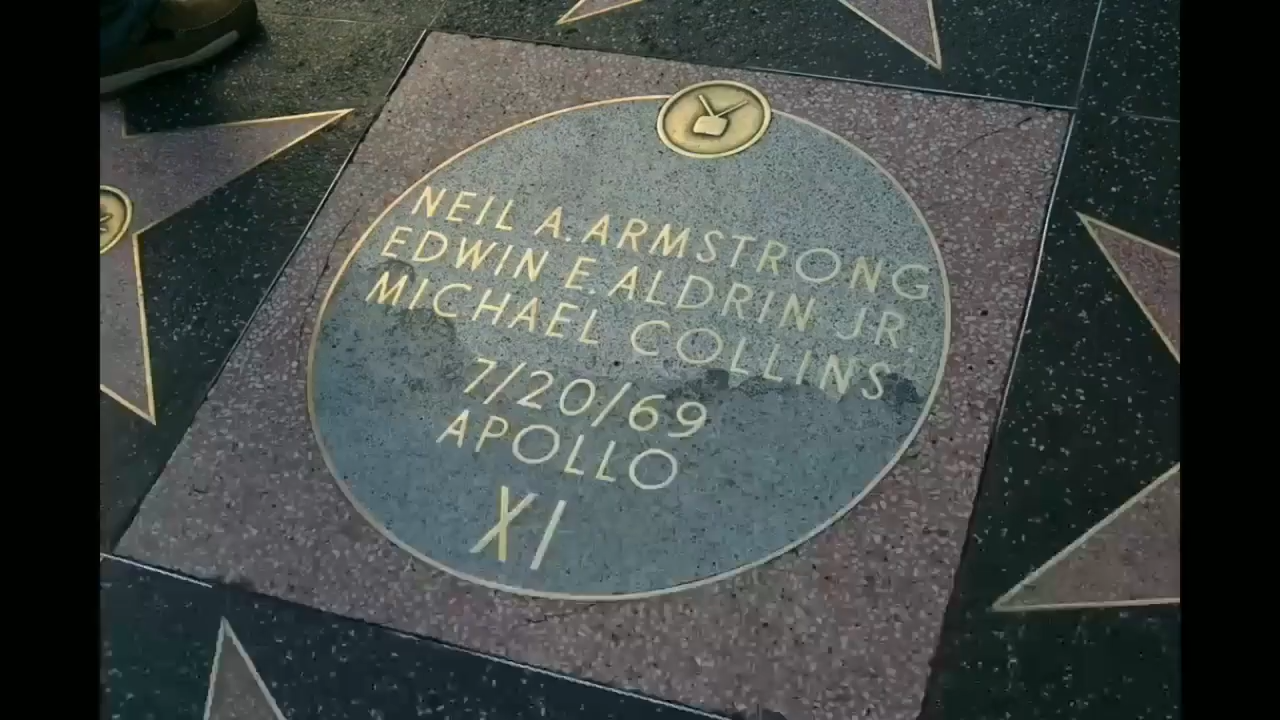 NEIL A. ARMSTRONG
EDWIN E. ALDRIN JR.
MICHAEL COLLINS
7/20/69
APOLLO
XI